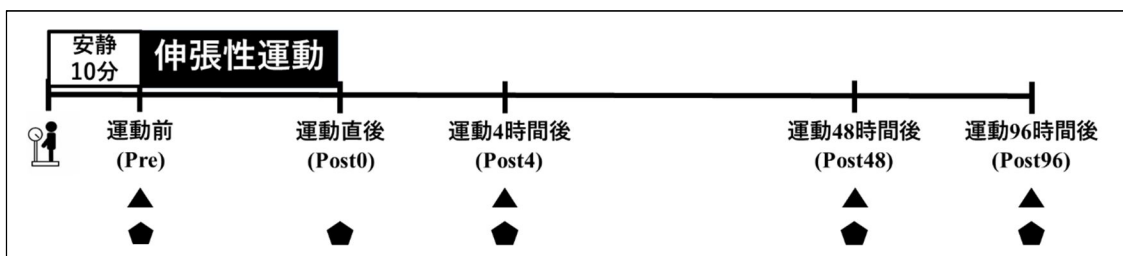 安静
10分
伸張性運動
運動前
(Pre)
運動直後
(Post0)
運動4時間後
(Post4)
運動48時間後
(Post48)
運動96時間後
(Post96)